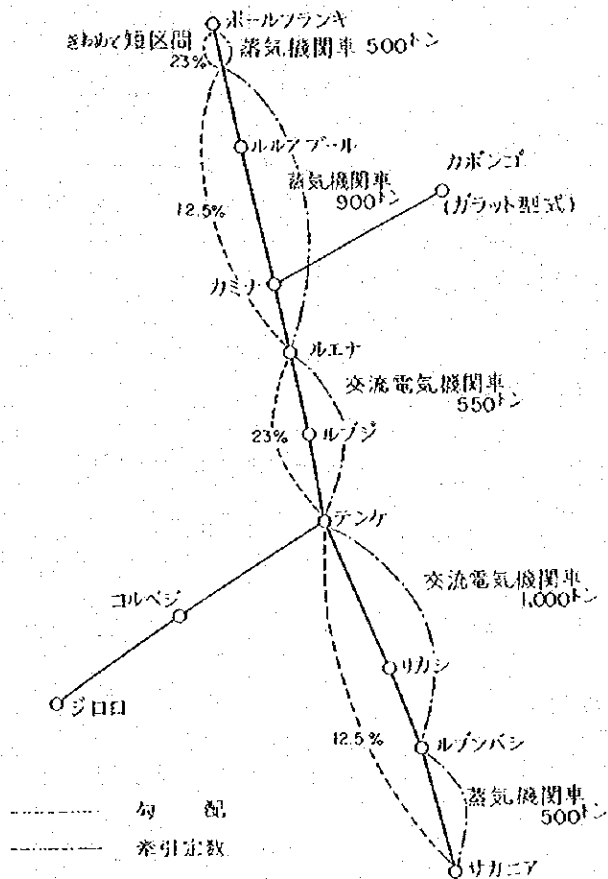 ポールフランキ
きわめて短区間
23%
蒸気機関車 500トン
ルルアブール
カボンゴ
(ガラット型式)
蒸気機関車
900トン
12.5%
カミナ
ルエナ
交流電気機関車
550トン
23%
ルブジ
テンケ
交流電気機関車
1,000トン
コルベジ
リカシ
ジロロ
12.5%
ルブンバシ
蒸気機関車
500トン
サカニア
勾 配
牽引定数